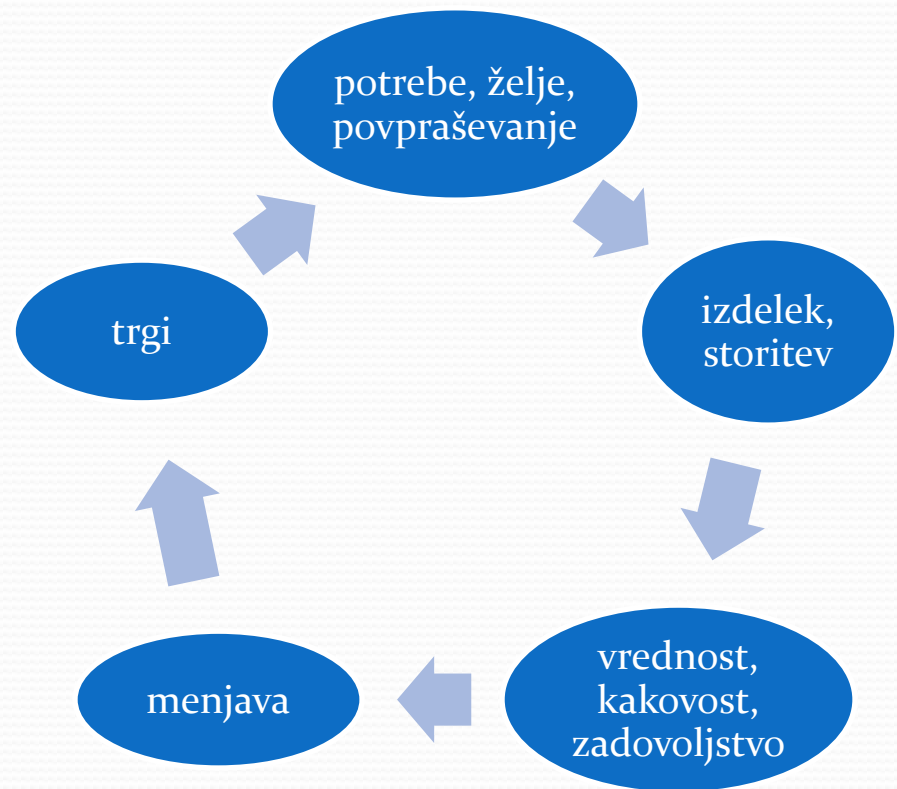 potrebe, želje,
povpraševanje
izdelek,
storitev
vrednost,
kakovost,
zadovoljstvo
menjava
trgi